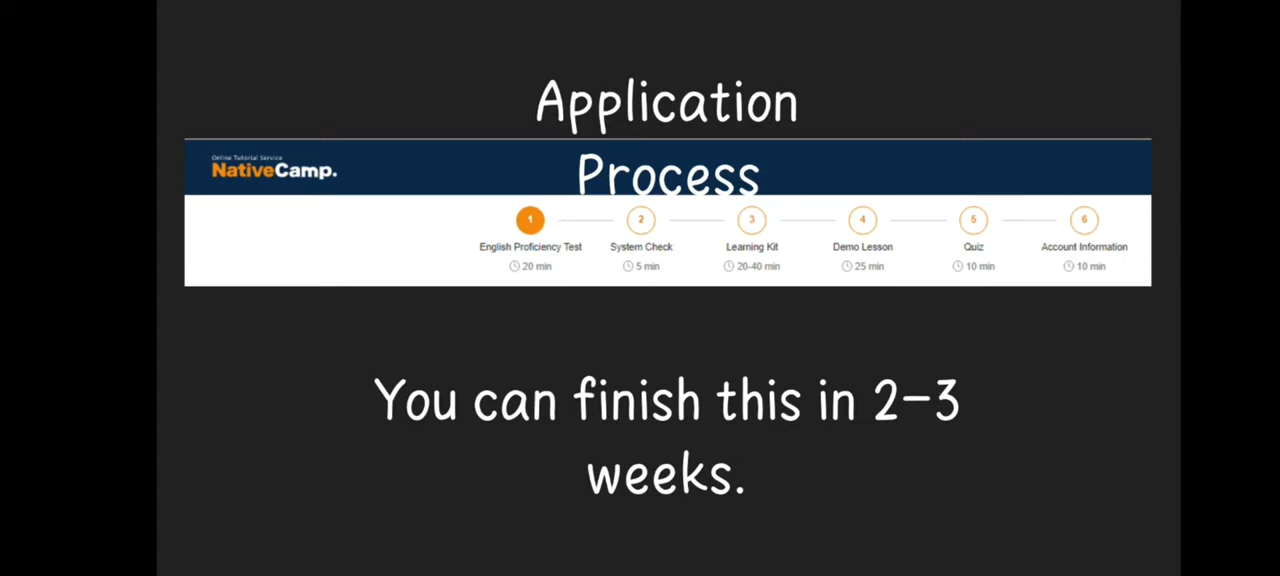 Application
Online Tutorial Service
NativeCamp.
Process
1 2 3 4 5 6
English Proficiency Test System Check Learning Kit Demo Lesson Quiz Account Information
20 min 5 min 20-40 min 25 min 10 min 10 min
You can finish this in 2-3
weeks.